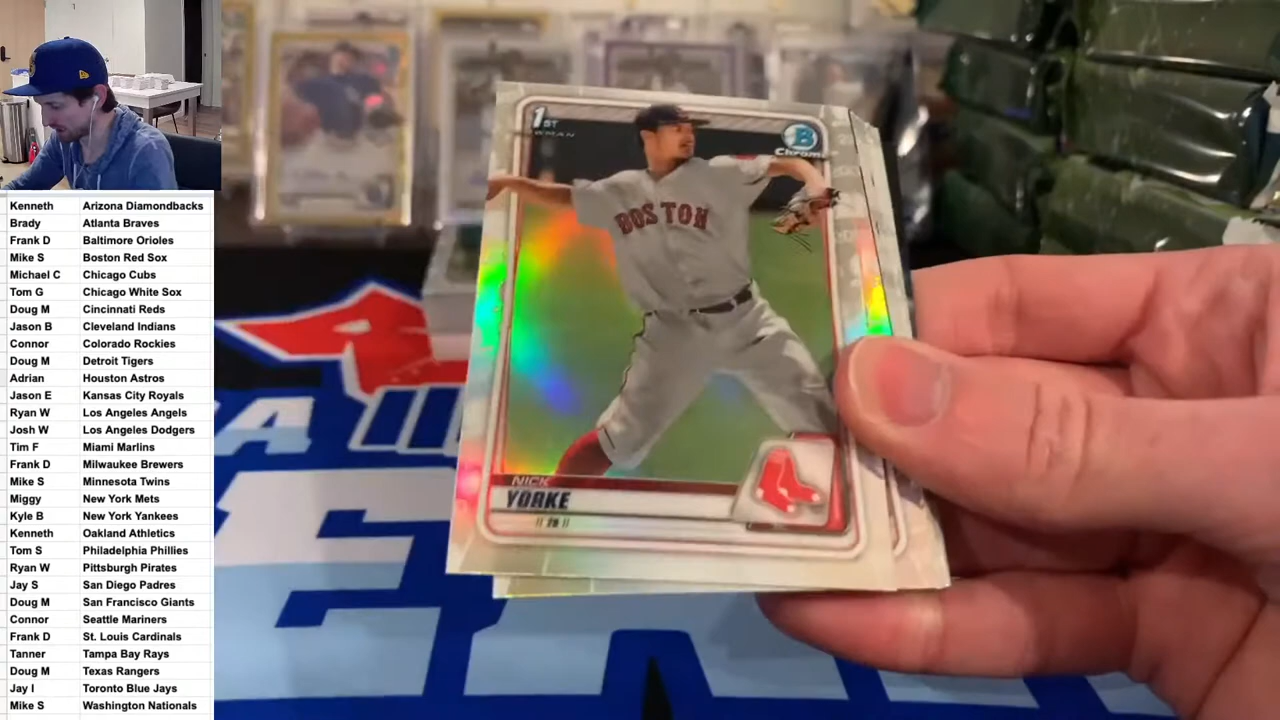 Kenneth Arizona Diamondbacks
Brady Atlanta Braves
Frank D Baltimore Orioles
Mike S Boston Red Sox
Michael C Chicago Cubs
Tom G Chicago White Sox
Doug M Cincinnati Reds
Jason B Cleveland Indians
Connor Colorado Rockies
Doug M Detroit Tigers
Adrian Houston Astros
Jason E Kansas City Royals
Ryan W Los Angeles Angels
Josh W Los Angeles Dodgers
Tim F Miami Marlins
Frank D Milwaukee Brewers
Mike S Minnesota Twins
Miggy New York Mets
Kyle B New York Yankees
Kenneth Oakland Athletics
Tom S Philadelphia Phillies
Ryan W Pittsburgh Pirates
Jay S San Diego Padres
Doug M San Francisco Giants
Connor Seattle Mariners
Frank D St. Louis Cardinals
Tanner Tampa Bay Rays
Doug M Texas Rangers
Jay I Toronto Blue Jays
Mike S Washington Nationals
1ST
B
Chrome
BOSTON
NICK
YORKE
|| 2B ||